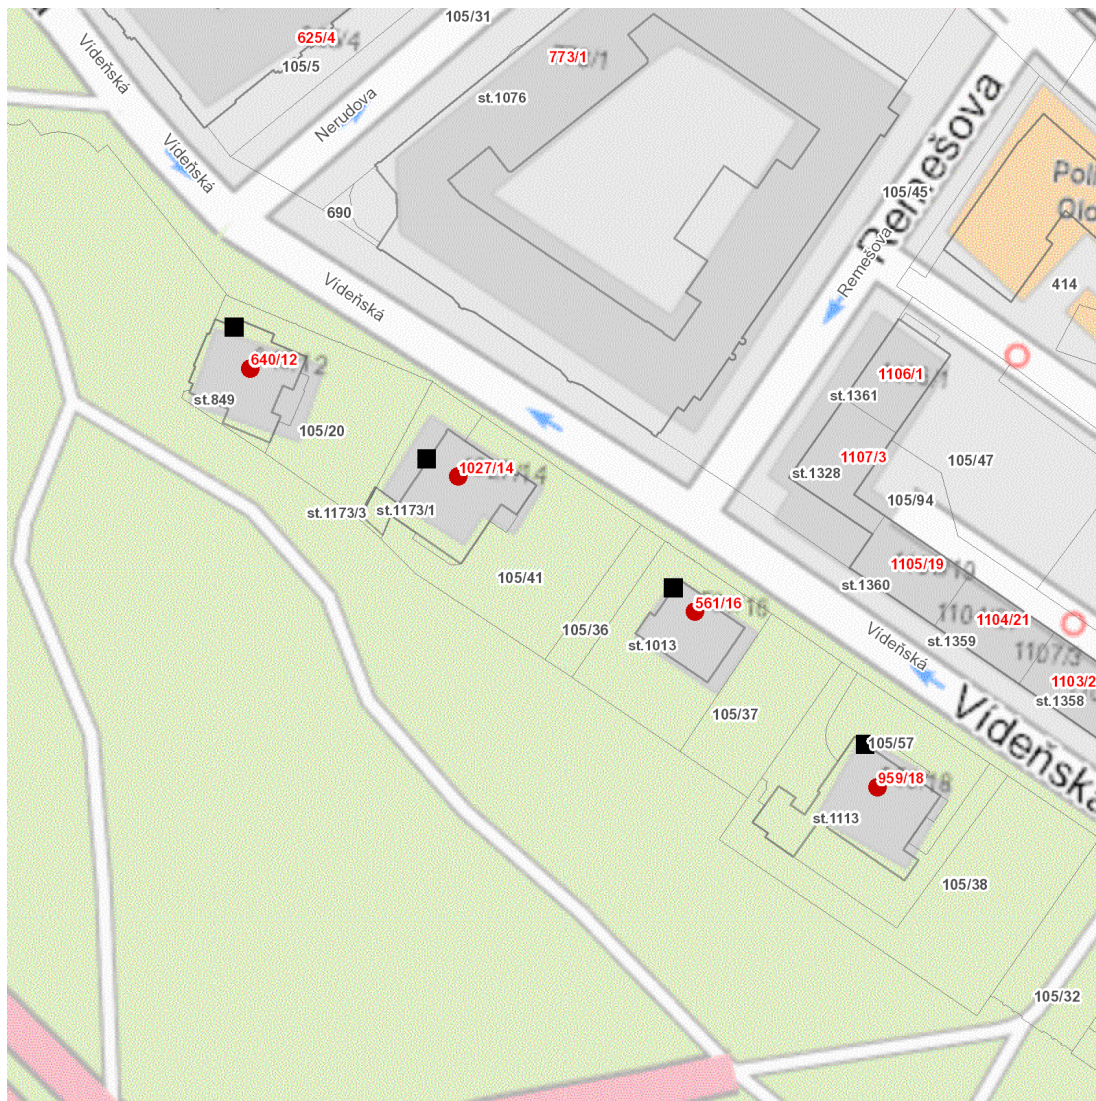 105/31
625/4
105/5
Vídeňská
773/1
st.1076
Nerudova
Remešova
Poli
Olo
Vídeňská
105/45
690
Remešova
414
Vídeňská
640/12
st.849
105/20
1106/1
st.1361
1107/3
st.1328
105/47
105/94
1027/14
st.1173/3
st.1173/1
105/41
1105/19
st.1360
561/16
105/36
st.1013
1104/21
st.1359
Vídeňská
1107/3
1103/2
st.1358
Vídeňská
105/37
105/57
959/18
st.1113
105/38
105/32